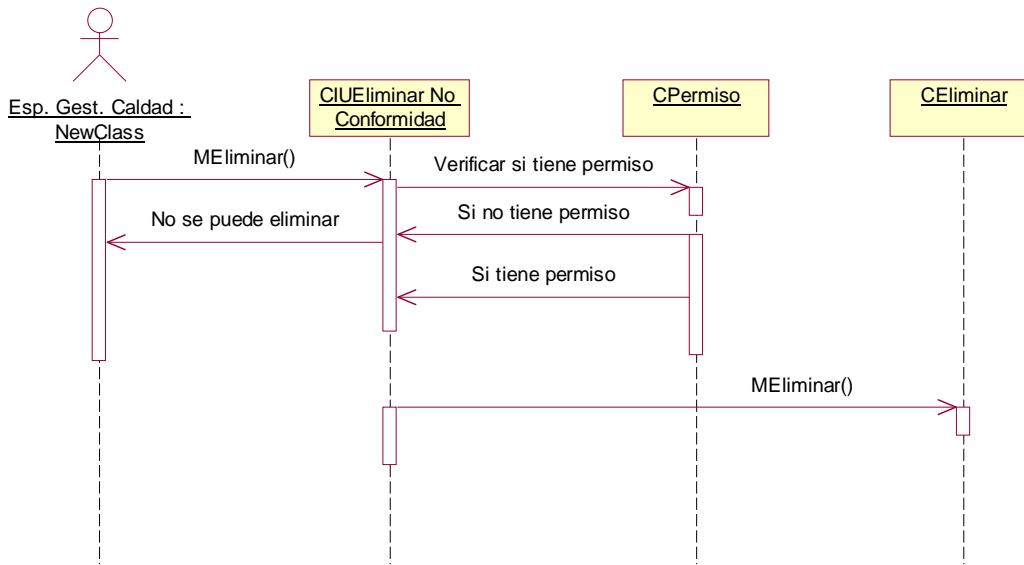 Esp. Gest. Caldad :
NewClass
CIUEliminar No
Conformidad
CPermiso
CEliminar
MEliminar()
Verificar si tiene permiso
Si no tiene permiso
No se puede eliminar
Si tiene permiso
MEliminar()